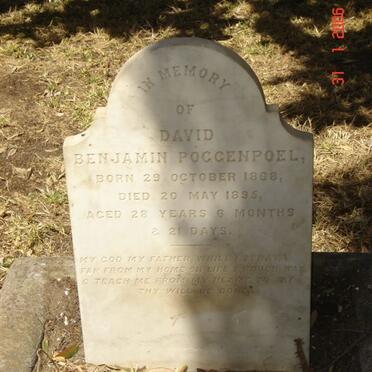 IN MEMORY
OF
DAVID
BENJAMIN POGGENPOEL,
BORN 29 OCTOBER 1868,
DIED 20 MAY 1895,
AGED 28 YEARS 6 MONTHS
& 21 DAYS.
MY GOD MY FATHER, WHILE I STRAY
FAR FROM MY HOME ON LIFE'S ROUGH WAY
O TEACH ME FROM MY HEART TO SAY
THY WILL BE DONE.
31 1 2006